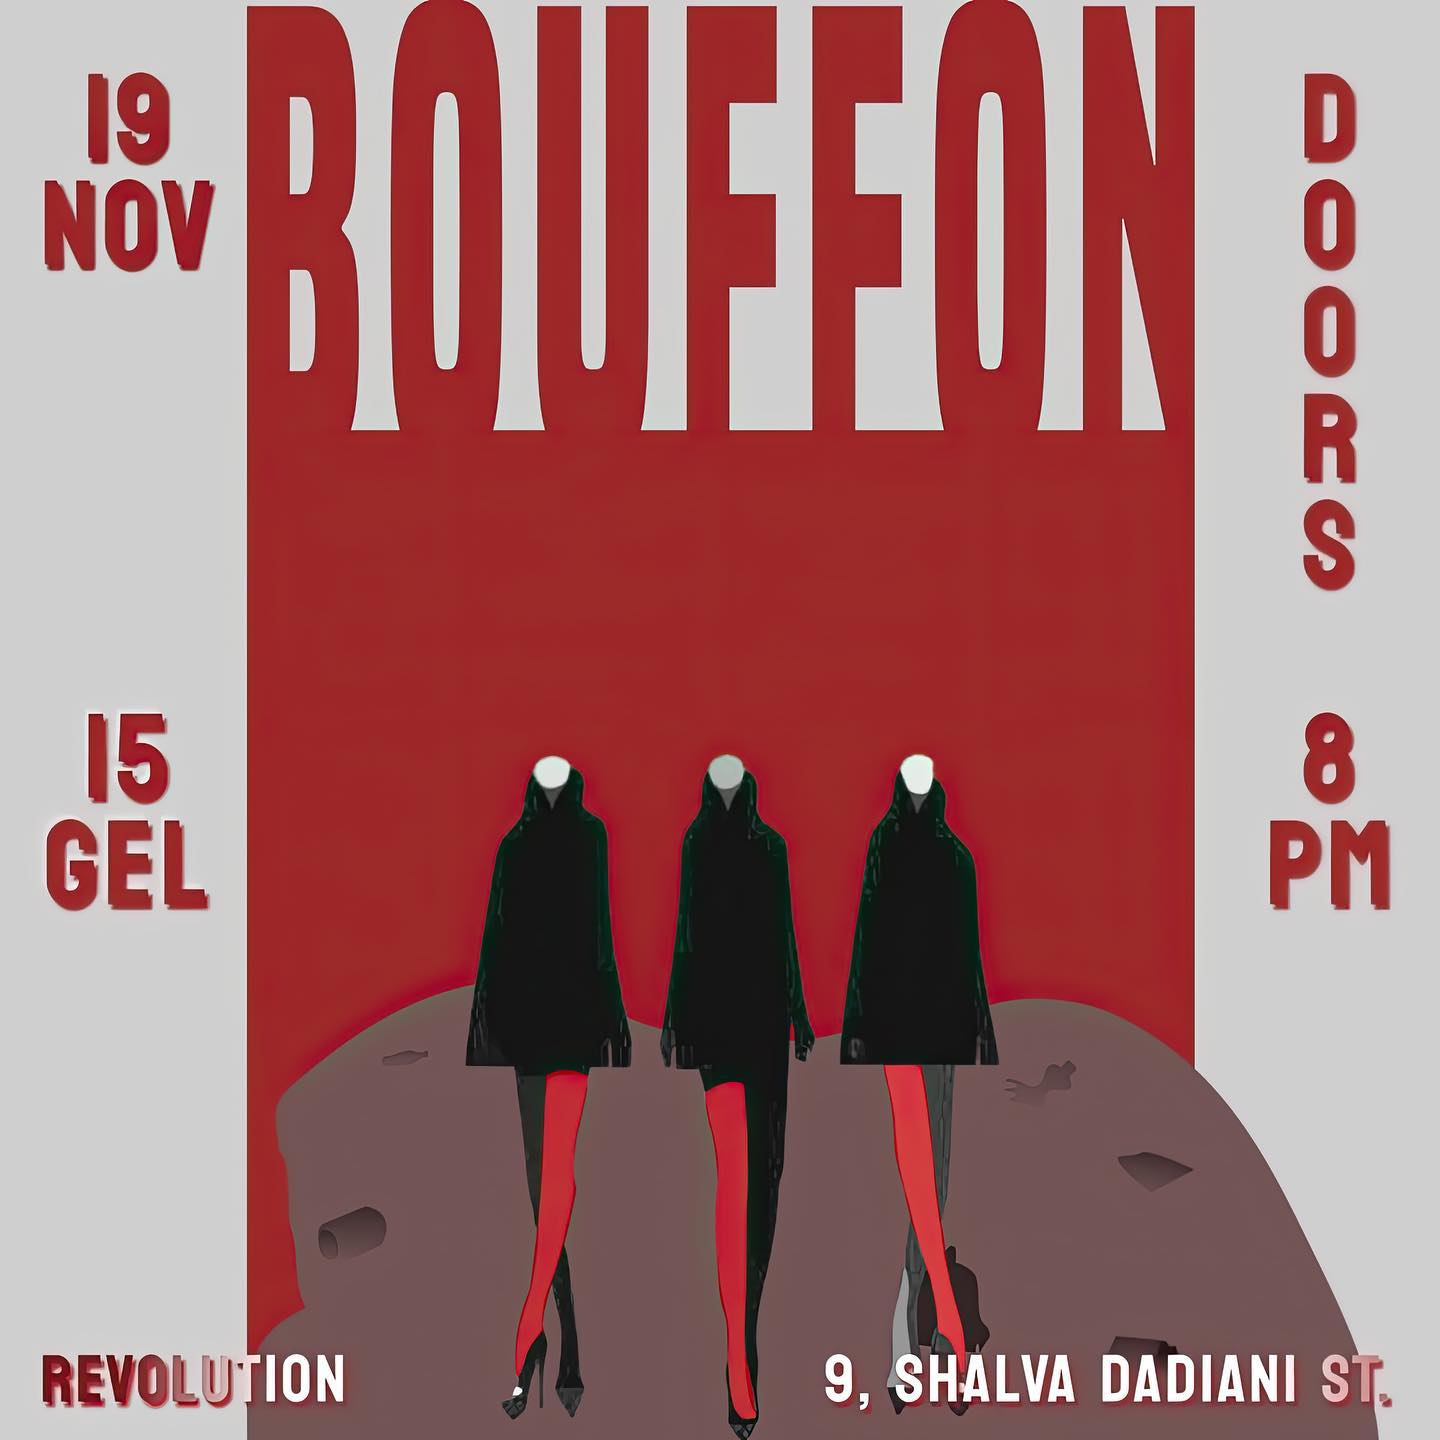 BOUFFON
19
NOV
DOORS
15
GEL
8
PM
REVOLUTION
9, SHALVA DADIANI ST.